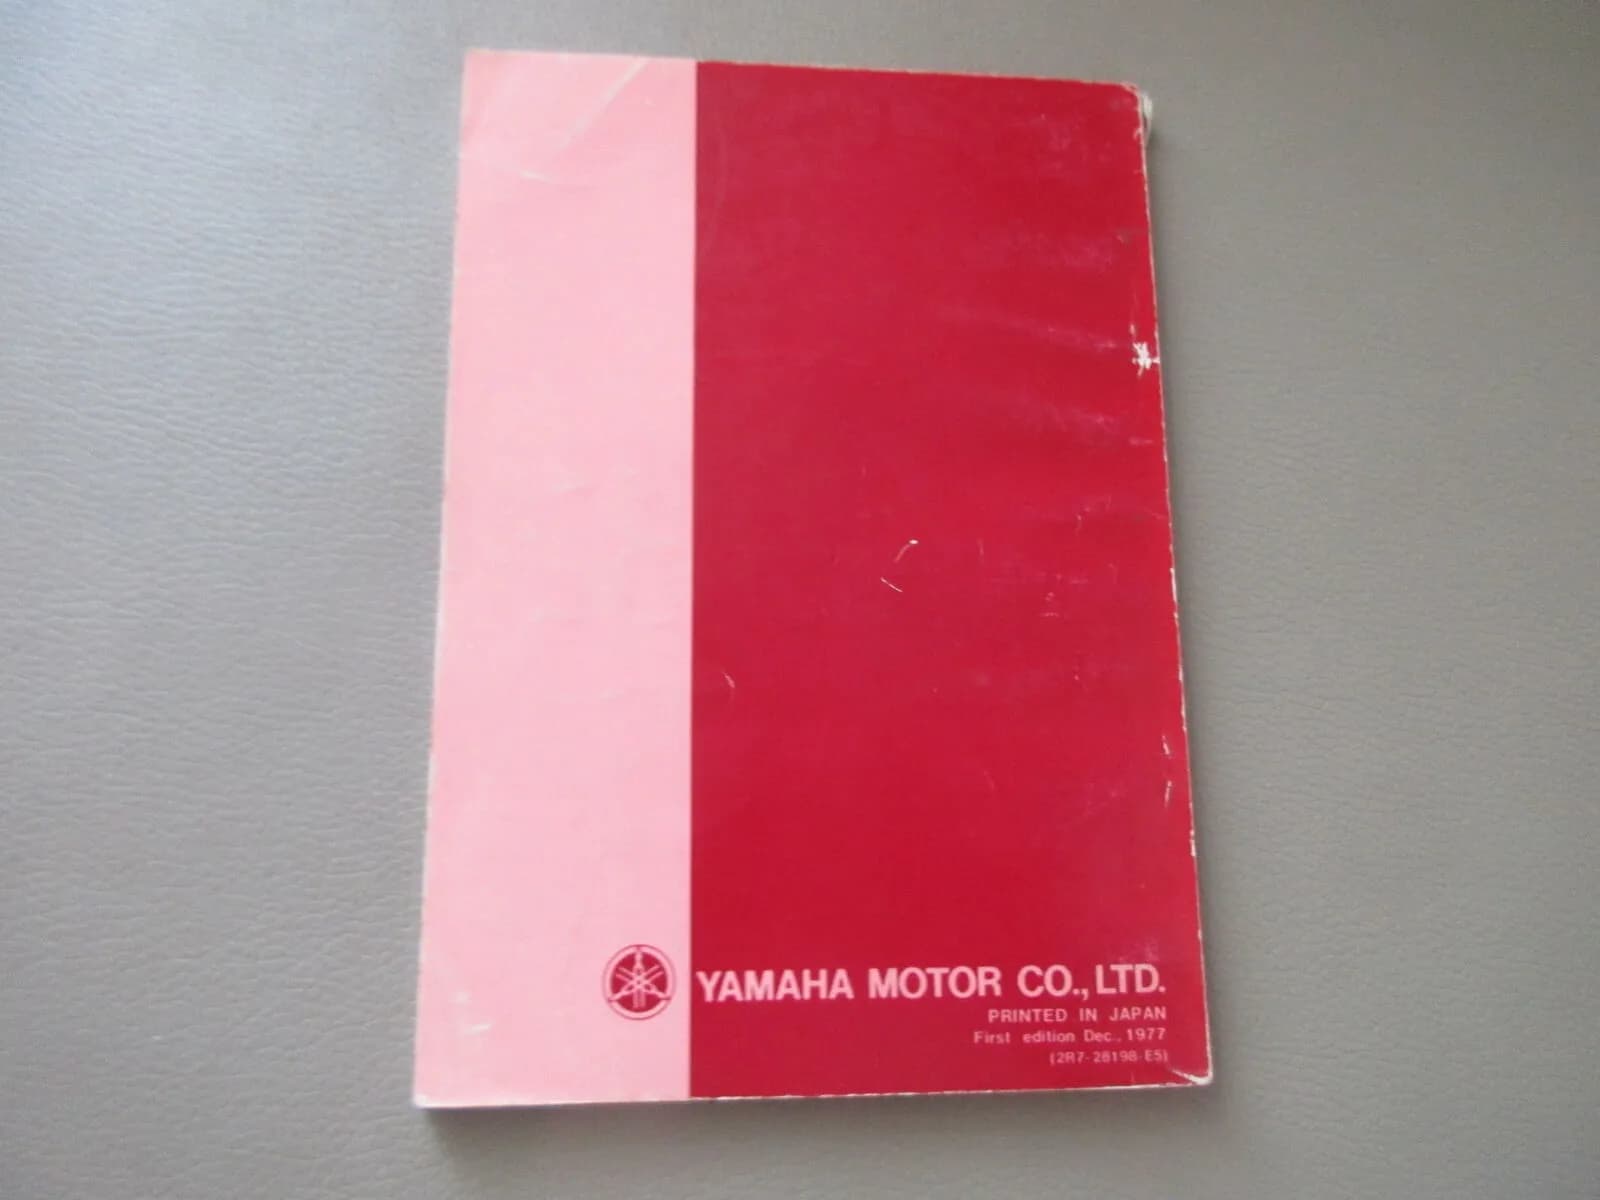 YAMAHA MOTOR CO., LTD.
PRINTED IN JAPAN
First edition Dec., 1977
(2R7-28198-E5)